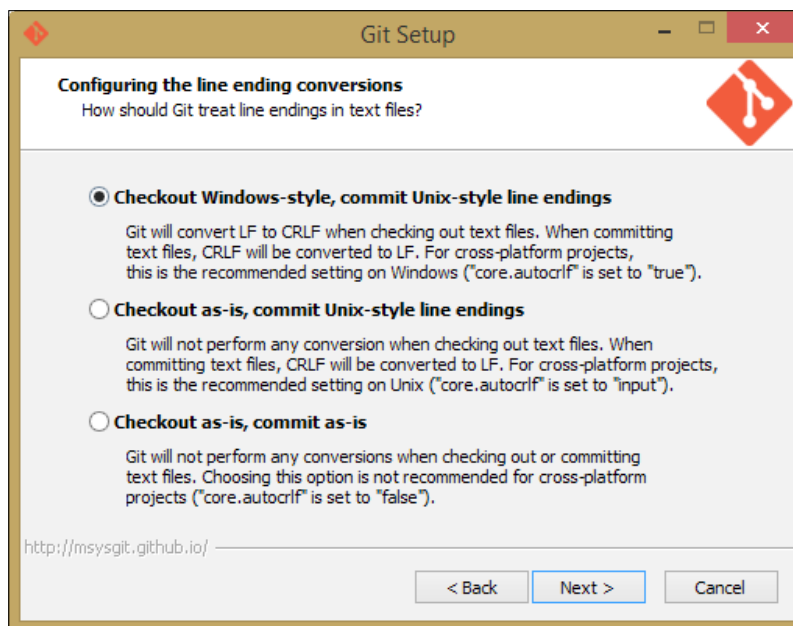 Git Setup
Configuring the line ending conversions
How should Git treat line endings in text files?
Checkout Windows-style, commit Unix-style line endings
Git will convert LF to CRLF when checking out text files. When committing
text files, CRLF will be converted to LF. For cross-platform projects,
this is the recommended setting on Windows ("core.autocrlf" is set to "true").
Checkout as-is, commit Unix-style line endings
Git will not perform any conversion when checking out text files. When
committing text files, CRLF will be converted to LF. For cross-platform projects,
this is the recommended setting on Unix ("core.autocrlf" is set to "input").
Checkout as-is, commit as-is
Git will not perform any conversions when checking out or committing
text files. Choosing this option is not recommended for cross-platform
projects ("core.autocrlf" is set to "false").
http://msysgit.github.io/
< Back Next > Cancel